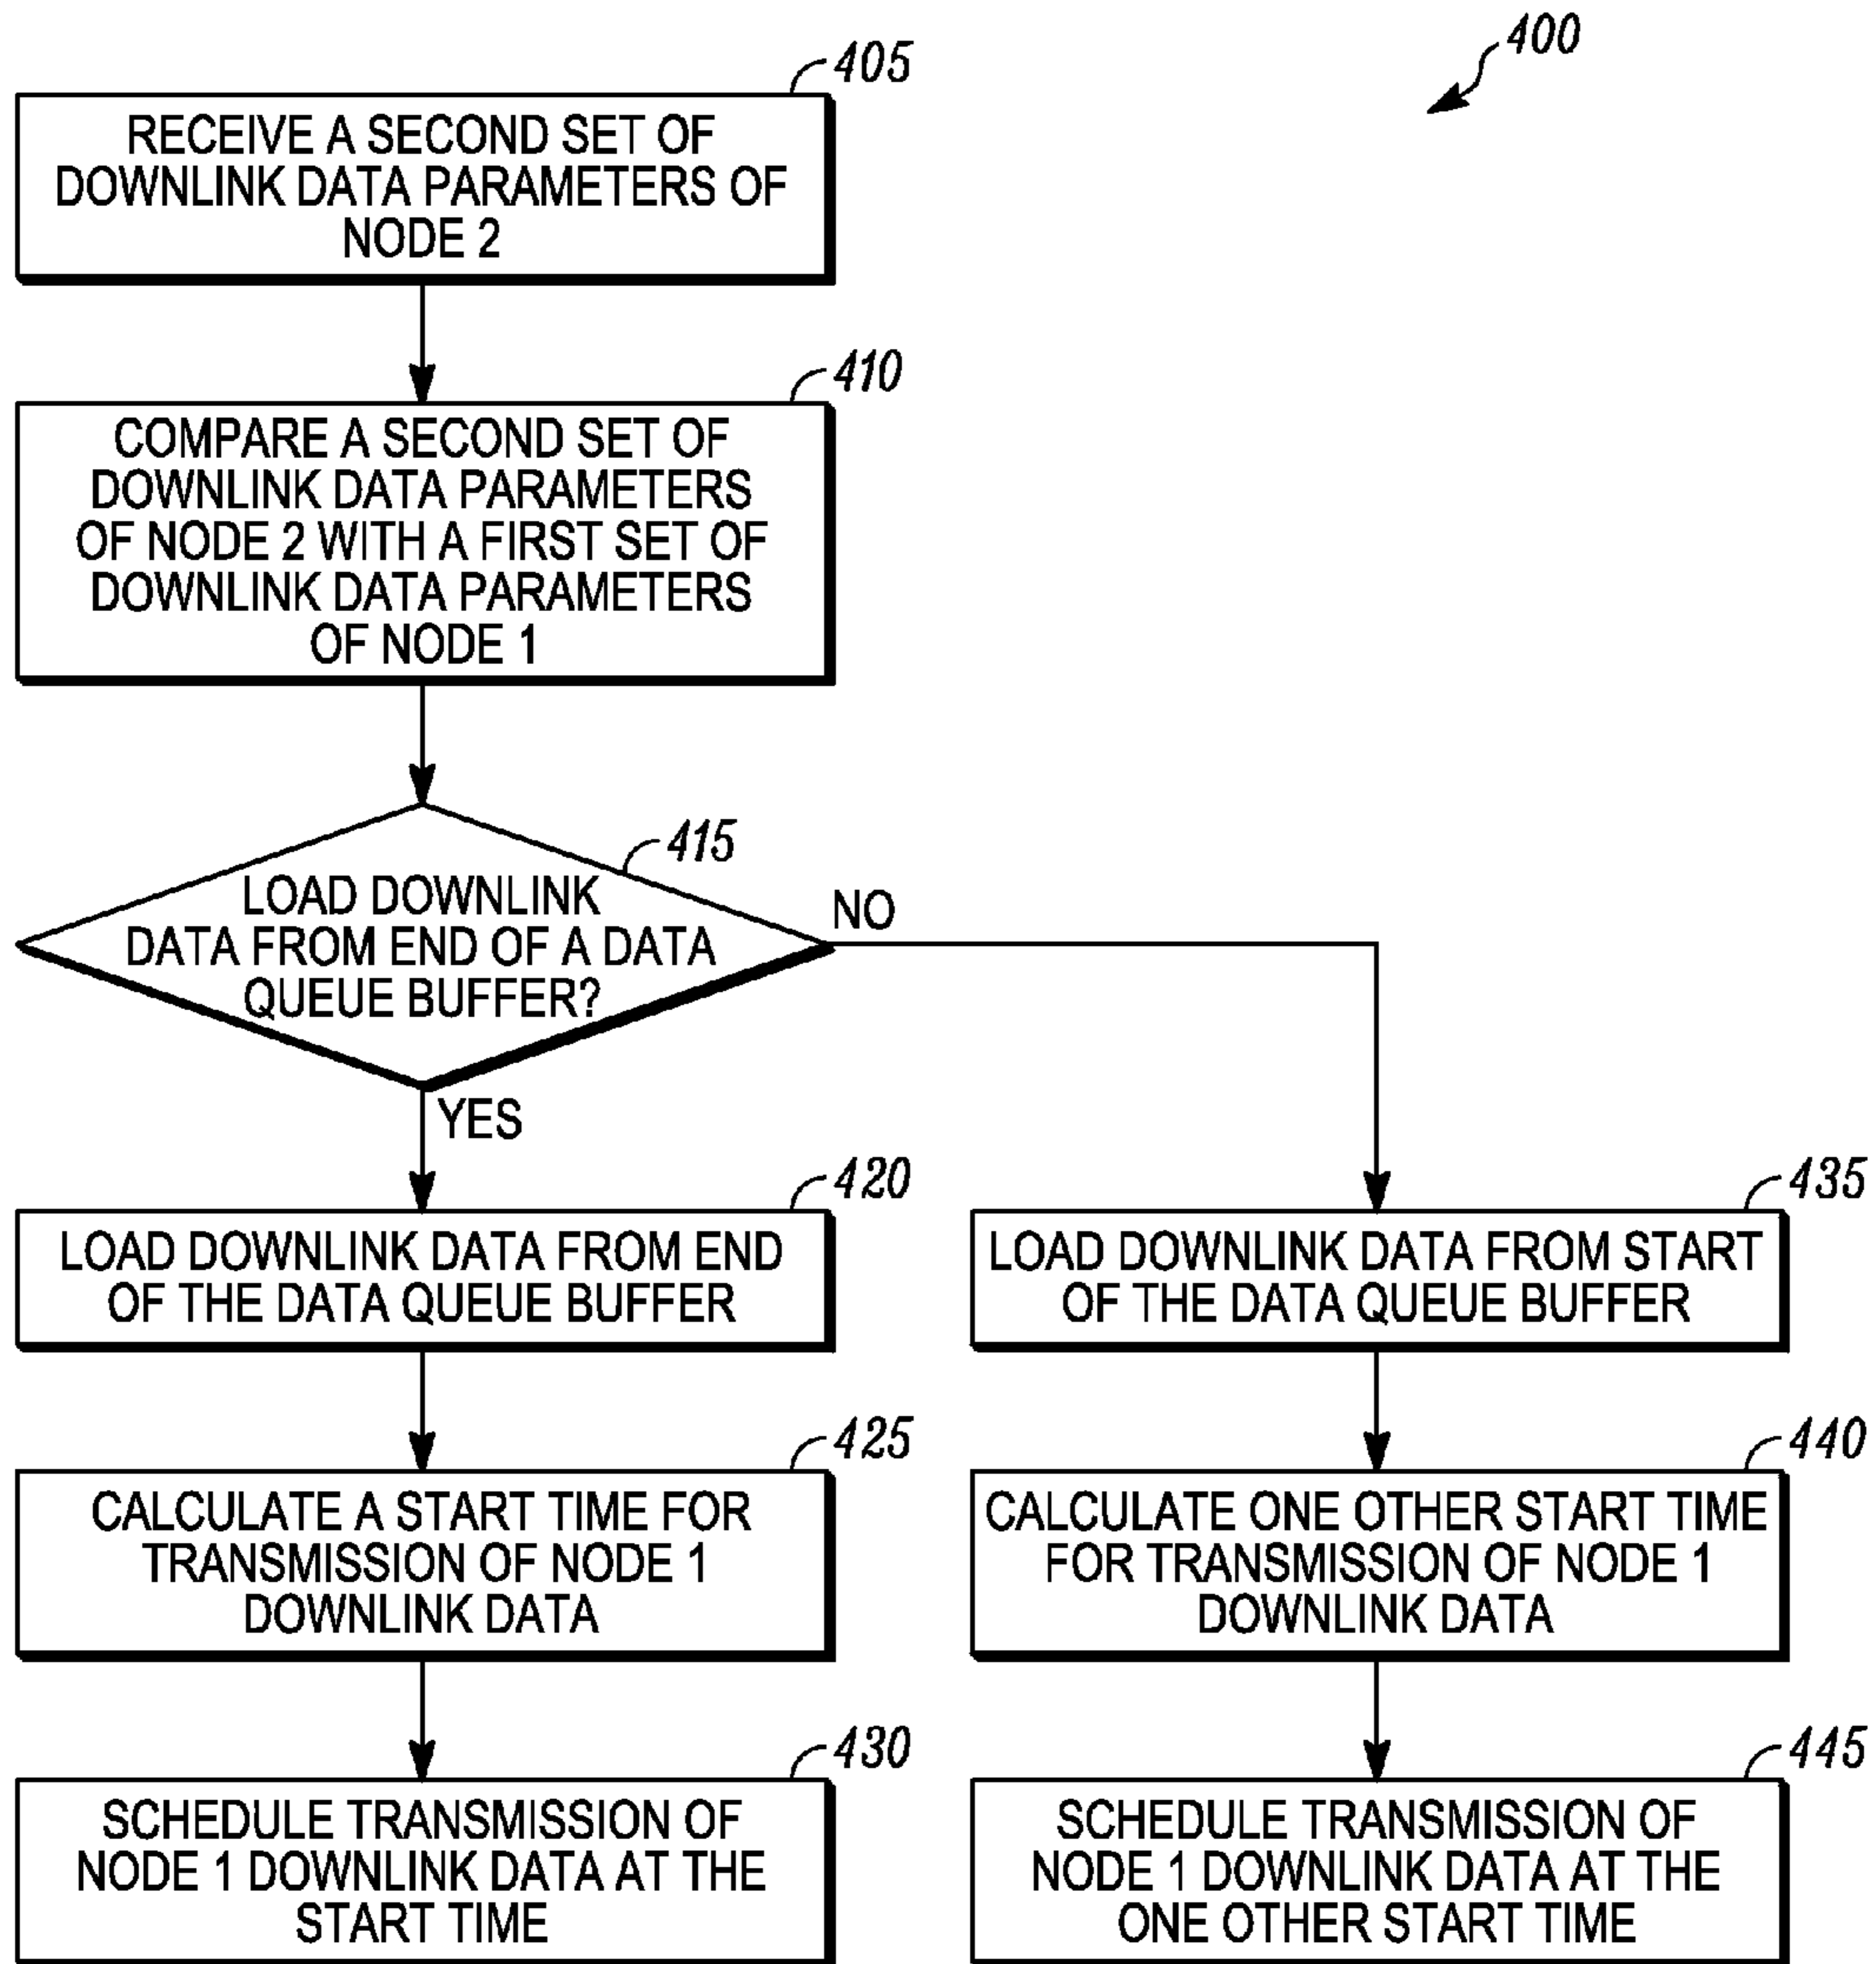 400
405
RECEIVE A SECOND SET OF
DOWNLINK DATA PARAMETERS OF
NODE 2
410
COMPARE A SECOND SET OF
DOWNLINK DATA PARAMETERS
OF NODE 2 WITH A FIRST SET OF
DOWNLINK DATA PARAMETERS
OF NODE 1
415
LOAD DOWNLINK
DATA FROM END OF A DATA
QUEUE BUFFER?
NO
YES
420
LOAD DOWNLINK DATA FROM END
OF THE DATA QUEUE BUFFER
425
CALCULATE A START TIME FOR
TRANSMISSION OF NODE 1
DOWNLINK DATA
430
SCHEDULE TRANSMISSION OF
NODE 1 DOWNLINK DATA AT THE
START TIME
435
LOAD DOWNLINK DATA FROM START
OF THE DATA QUEUE BUFFER
440
CALCULATE ONE OTHER START TIME
FOR TRANSMISSION OF NODE 1
DOWNLINK DATA
445
SCHEDULE TRANSMISSION OF
NODE 1 DOWNLINK DATA AT THE
ONE OTHER START TIME